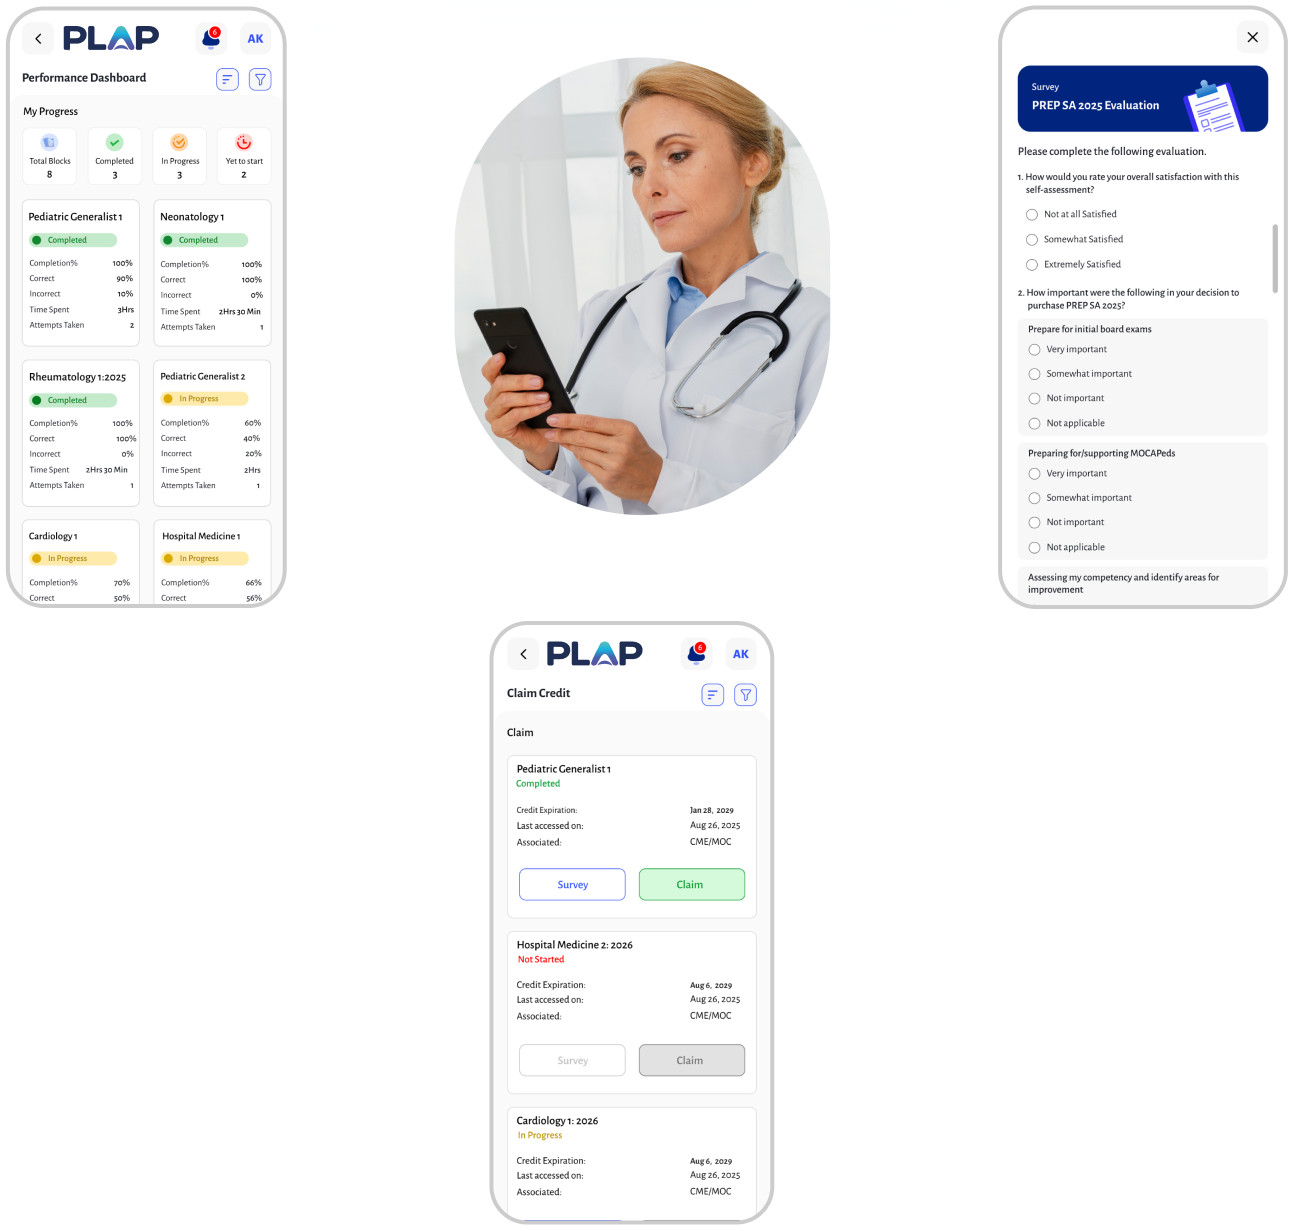 PLAP
6
AK
Performance Dashboard
My Progress
Total Blocks
8
Completed
3
In Progress
3
Yet to start
2
Pediatric Generalist 1
Completed
Completion% 100%
Correct 90%
Incorrect 10%
Time Spent 3Hrs
Attempts Taken 2
Neonatology 1
Completed
Completion% 100%
Correct 100%
Incorrect 0%
Time Spent 2Hrs 30 Min
Attempts Taken 1
Rheumatology 1:2025
Completed
Completion% 100%
Correct 100%
Incorrect 0%
Time Spent 2Hrs 30 Min
Attempts Taken 1
Pediatric Generalist 2
In Progress
Completion% 60%
Correct 40%
Incorrect 20%
Time Spent 2Hrs
Attempts Taken 1
Cardiology 1
In Progress
Completion% 70%
Correct 50%
Hospital Medicine 1
In Progress
Completion% 66%
Correct 56%
Survey
PREP SA 2025 Evaluation
Please complete the following evaluation.
1. How would you rate your overall satisfaction with this
self-assessment?
Not at all Satisfied
Somewhat Satisfied
Extremely Satisfied
2. How important were the following in your decision to
purchase PREP SA 2025?
Prepare for initial board exams
Very important
Somewhat important
Not important
Not applicable
Preparing for/supporting MOCAPeds
Very important
Somewhat important
Not important
Not applicable
Assessing my competency and identify areas for
improvement
PLAP
6
AK
Claim Credit
Claim
Pediatric Generalist 1
Completed
Credit Expiration: Jan 28, 2029
Last accessed on: Aug 26, 2025
Associated: CME/MOC
Survey Claim
Hospital Medicine 2: 2026
Not Started
Credit Expiration: Aug 6, 2029
Last accessed on: Aug 26, 2025
Associated: CME/MOC
Survey Claim
Cardiology 1: 2026
In Progress
Credit Expiration: Aug 6, 2029
Last accessed on: Aug 26, 2025
Associated: CME/MOC